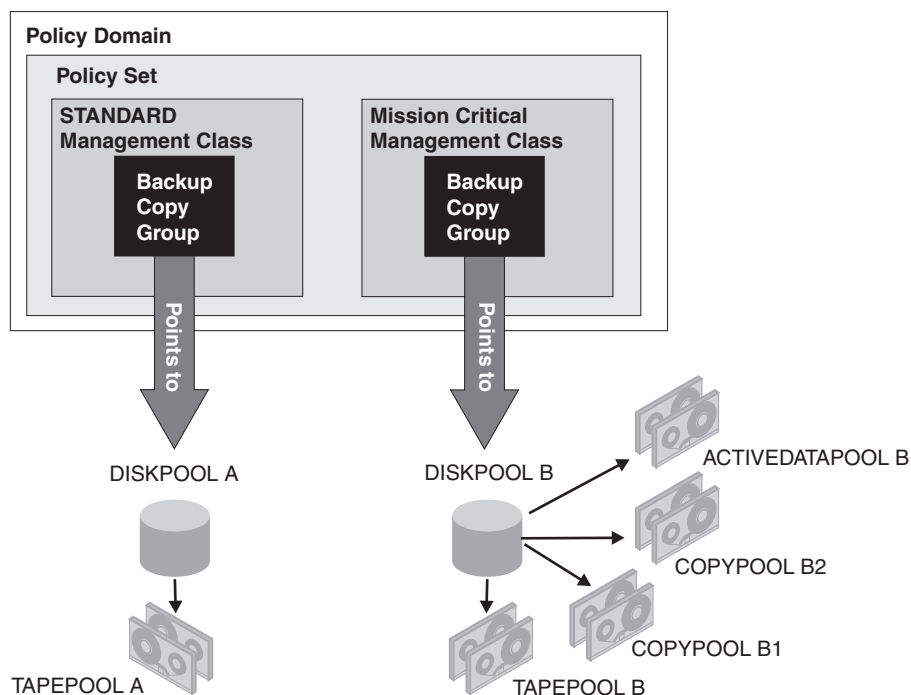 Policy Domain
Policy Set
STANDARD
Management Class
Backup
Copy
Group
Points to
Mission Critical
Management Class
Backup
Copy
Group
Points to
DISKPOOL A
DISKPOOL B
ACTIVEDATAPOOL B
COPYPOOL B2
COPYPOOL B1
TAPEPOOL A
TAPEPOOL B